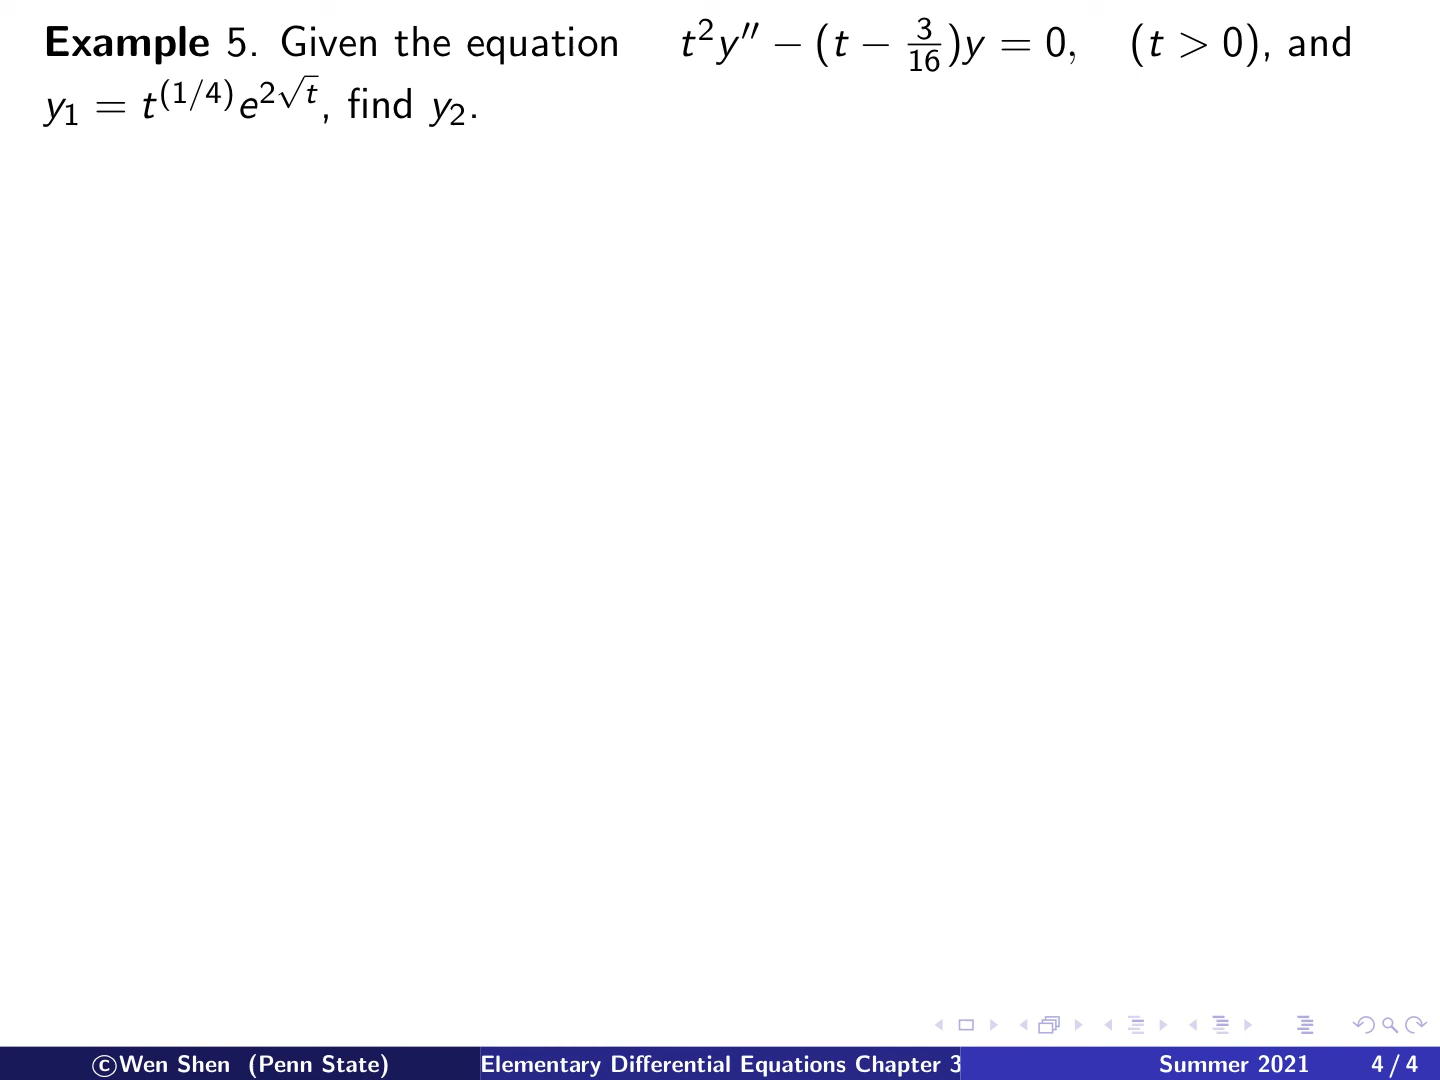 Example 5. Given the equation t²y″ − (t − 3/16)y = 0, (t > 0), and
y₁ = t^(1/4)e^2√t, find y₂.
©Wen Shen (Penn State) Elementary Differential Equations Chapter 3 Summer 2021 4 / 4